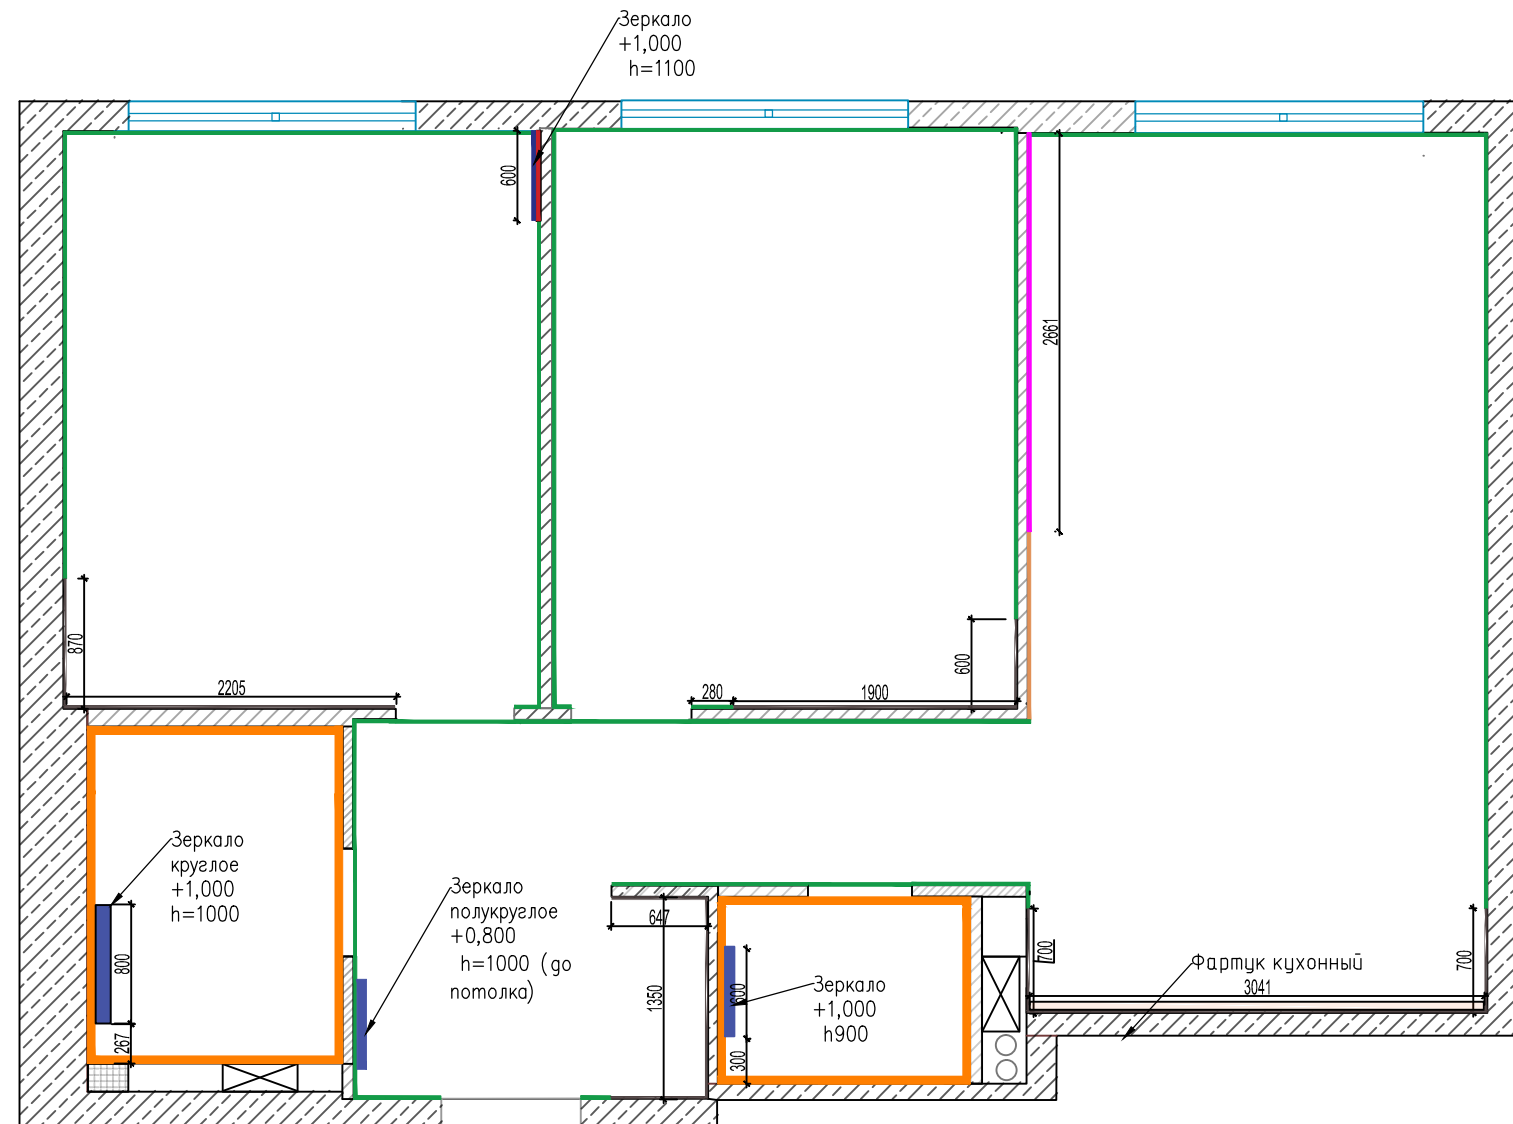 Зеркало
+1,000
h=1100
600
2661
870
2205
600
280
1900
Зеркало
круглое
+1,000
h=1000
800
267
Зеркало
полукруглое
+0,800
h=1000 (до
потолка)
647
1350
600
300
Зеркало
+1,000
h900
700
700
Фартук кухонный
3041